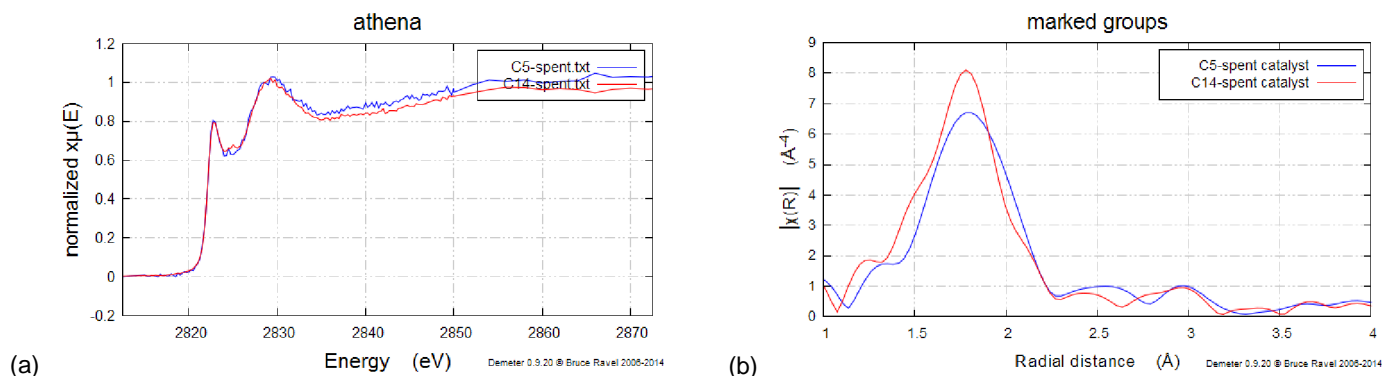 athena
normalized xμ(E)
1.2
1
0.8
0.6
0.4
0.2
0
-0.2
C5-spent.txt
C14-spent.txt
2820 2830 2840 2850 2860 2870
Energy (eV)
Demeter 0.9.20 © Bruce Ravel 2006-2014
(a)
marked groups
|χ(R)| (Å⁻⁴)
9
8
7
6
5
4
3
2
1
0
C5-spent catalyst
C14-spent catalyst
1 1.5 2 2.5 3 3.5 4
Radial distance (Å)
Demeter 0.9.20 © Bruce Ravel 2006-2014
(b)